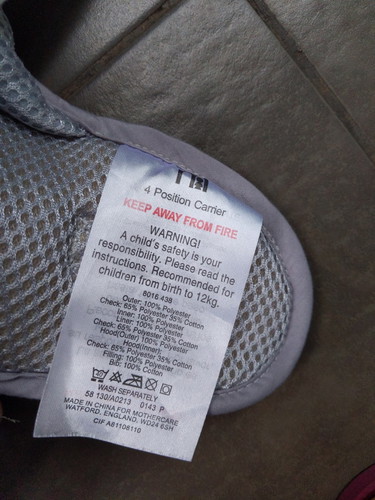 4 Position Carrier
KEEP AWAY FROM FIRE
WARNING!
A child's safety is your
responsibility. Please read the
instructions. Recommended for
children from birth to 12kg.
8016 438
Outer: 100% Polyester
Check: 65% Polyester 35% Cotton
Inner: 100% Polyester
Liner: 100% Polyester
Check: 65% Polyester 35% Cotton
Hood(Outer): 100% Polyester
Hood(Inner):
Check: 65% Polyester 35% Cotton
Filling: 100% Polyester
Bib: 100% Cotton
WASH SEPARATELY
58 130/A0213 0143 P
MADE IN CHINA FOR MOTHERCARE
WATFORD, ENGLAND, WD24 6SH
CIF A81106110